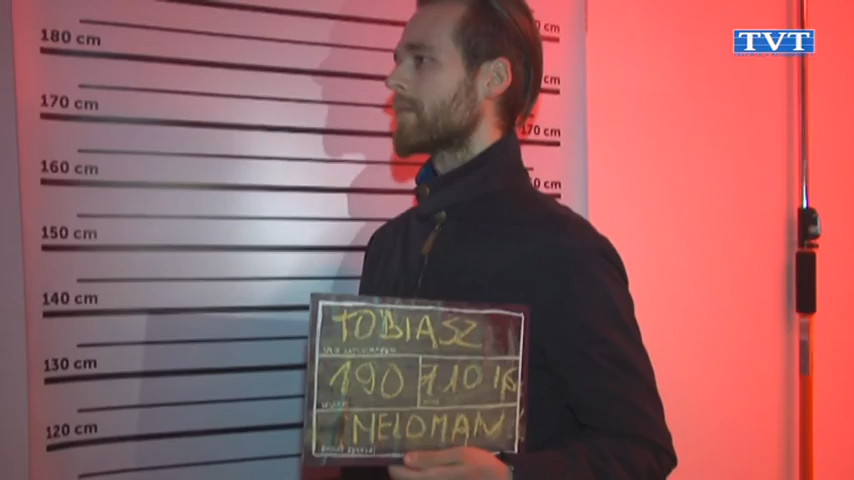 TVT
180 cm
170 cm
160 cm
150 cm
140 cm
130 cm
120 cm
170 cm
TOBIASZ
190
1 10 16
MELOMAN